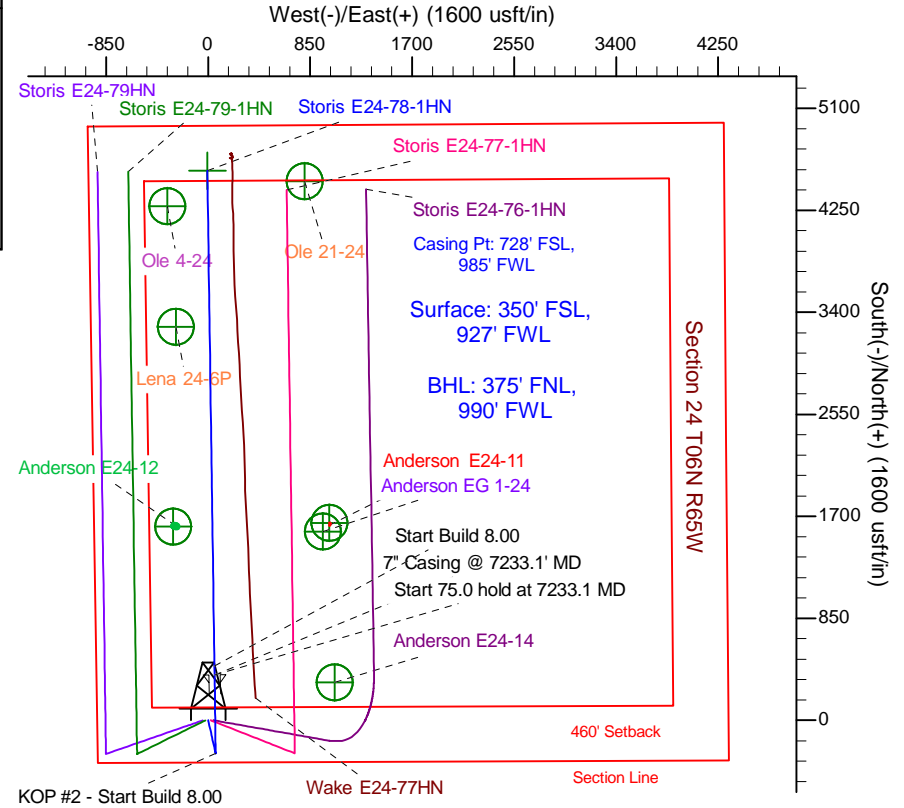 West(-)/East(+) (1600 usft/in)
-850 0 850 1700 2550 3400 4250
Storis E24-79HN
Storis E24-79-1HN
Storis E24-78-1HN
5100
Storis E24-77-1HN
Storis E24-76-1HN
4250
Casing Pt: 728' FSL,
985' FWL
Ole 4-24
Ole 21-24
Surface: 350' FSL,
927' FWL
3400
Lena 24-6P
BHL: 375' FNL,
990' FWL
Section 24 T06N R65W
South(-)/North(+) (1600 usft/in)
2550
Anderson E24-12
Anderson E24-11
Anderson EG 1-24
1700
Start Build 8.00
7" Casing @ 7233.1' MD
Start 75.0 hold at 7233.1 MD
850
Anderson E24-14
0
460' Setback
Section Line
Wake E24-77HN
KOP #2 - Start Build 8.00